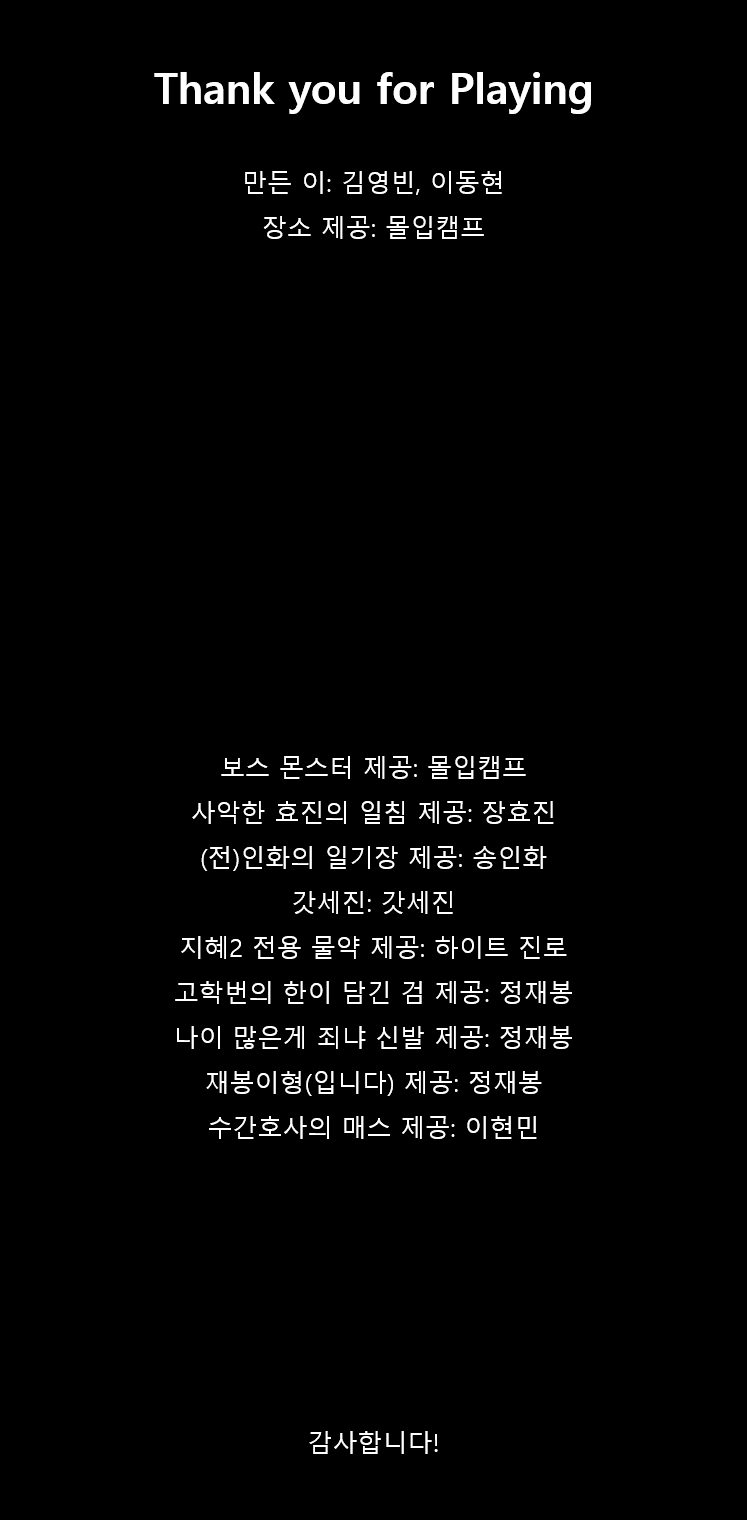 Thank you for Playing
만든 이: 김영빈, 이동현
장소 제공: 몰입캠프
보스 몬스터 제공: 몰입캠프
사악한 효진의 일침 제공: 장효진
(전)인화의 일기장 제공: 송인화
갓세진: 갓세진
지혜2 전용 물약 제공: 하이트 진로
고학번의 한이 담긴 검 제공: 정재봉
나이 많은게 죄냐 신발 제공: 정재봉
재봉이형(입니다) 제공: 정재봉
수간호사의 매스 제공: 이현민
감사합니다!